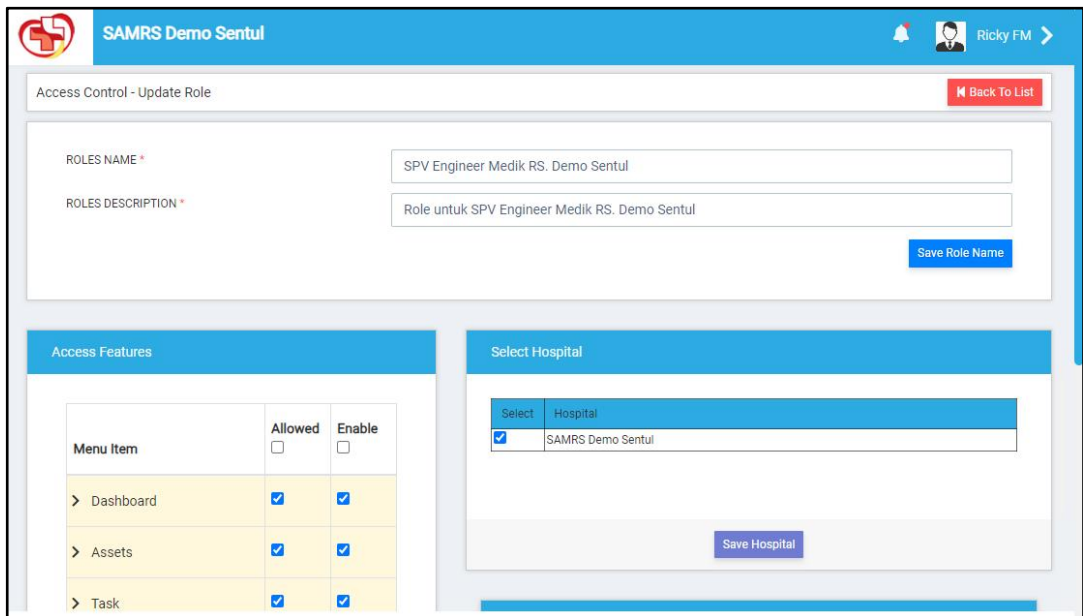 SAMRS Demo Sentul
Ricky FM
Access Control - Update Role
Back To List
ROLES NAME *
SPV Engineer Medik RS. Demo Sentul
ROLES DESCRIPTION *
Role untuk SPV Engineer Medik RS. Demo Sentul
Save Role Name
Access Features
Menu Item
Allowed
Enable
Dashboard
Assets
Task
Select Hospital
Select Hospital
SAMRS Demo Sentul
Save Hospital